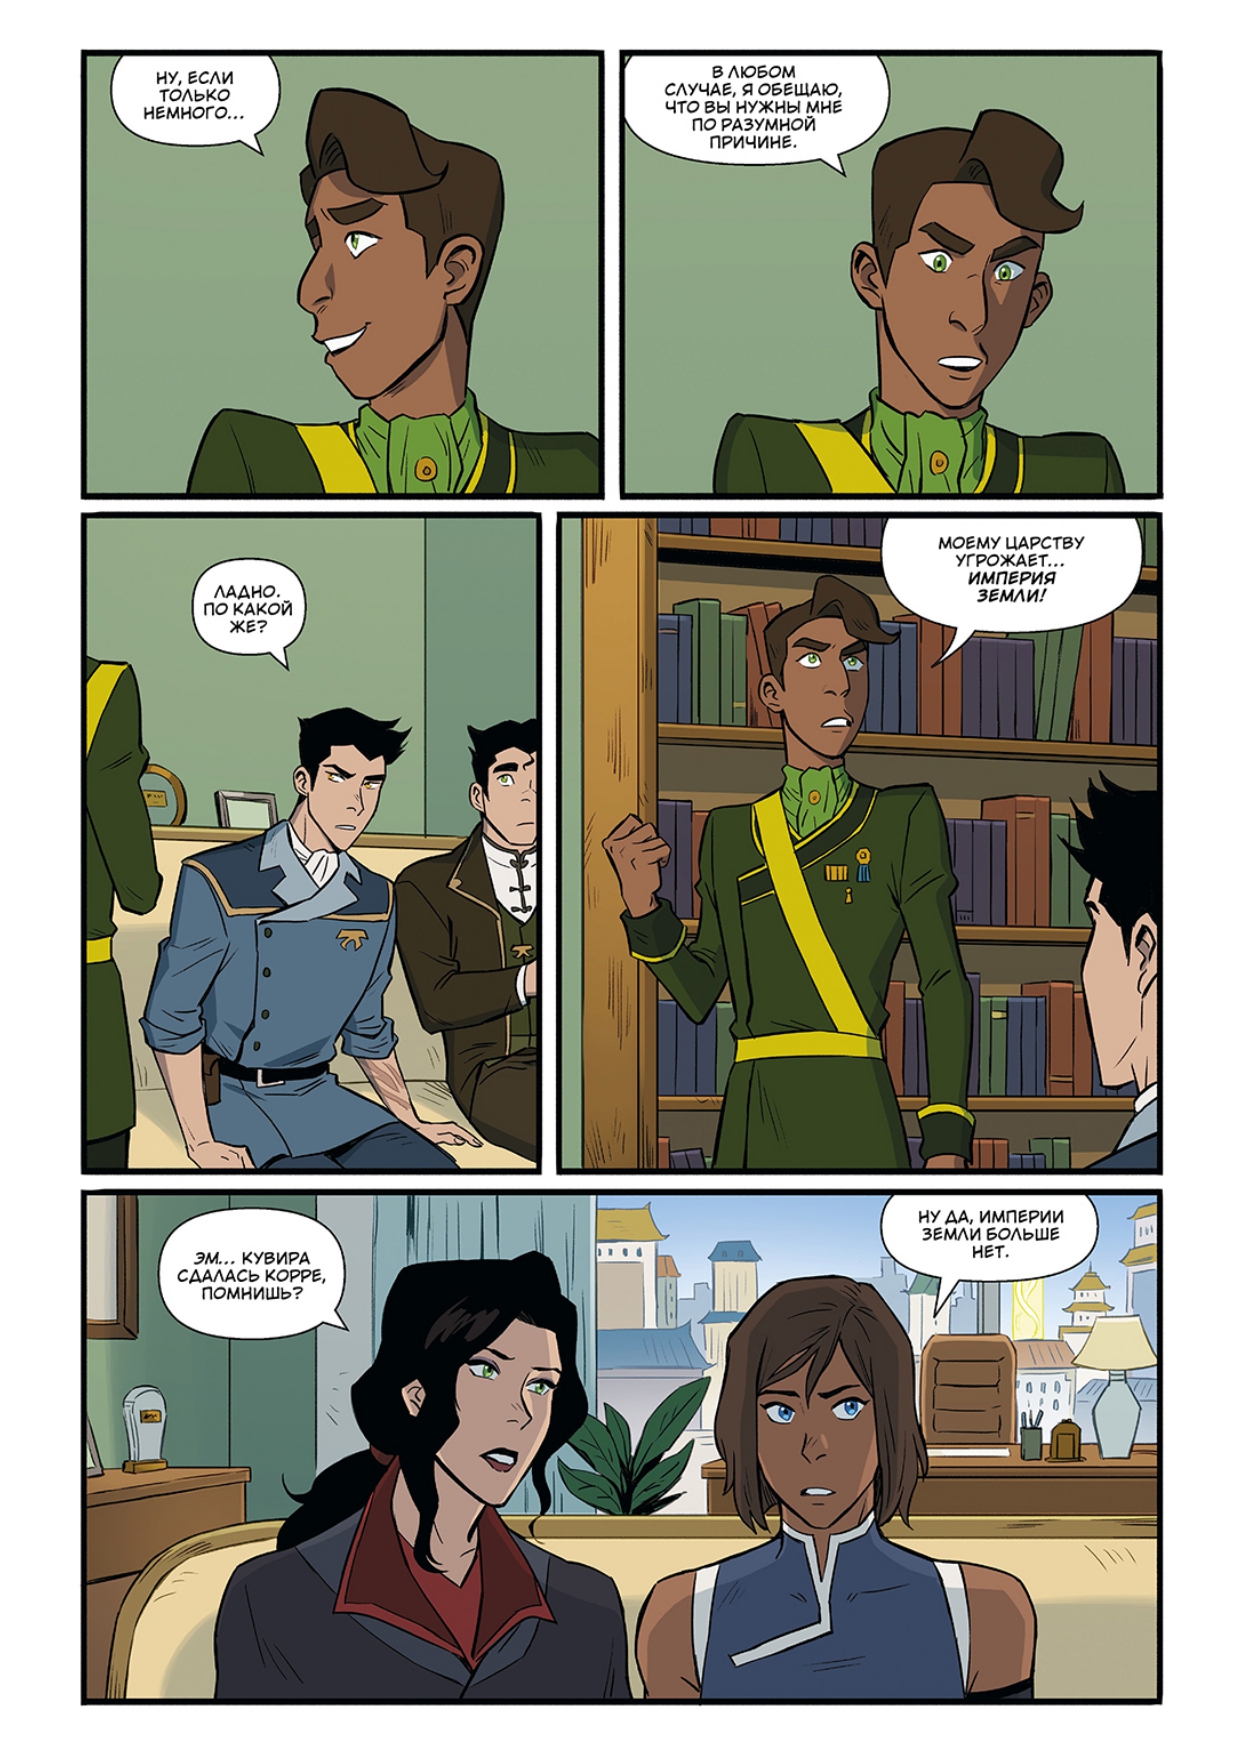 НУ, ЕСЛИ
ТОЛЬКО
НЕМНОГО...
В ЛЮБОМ
СЛУЧАЕ, Я ОБЕЩАЮ,
ЧТО ВЫ НУЖНЫ МНЕ
ПО РАЗУМНОЙ
ПРИЧИНЕ.
ЛАДНО.
ПО КАКОЙ
ЖЕ?
МОЕМУ ЦАРСТВУ
УГРОЖАЕТ...
ИМПЕРИЯ
ЗЕМЛИ!
ЭМ... КУВИРА
СДАЛАСЬ КОРРЕ,
ПОМНИШЬ?
НУ ДА, ИМПЕРИИ
ЗЕМЛИ БОЛЬШЕ
НЕТ.